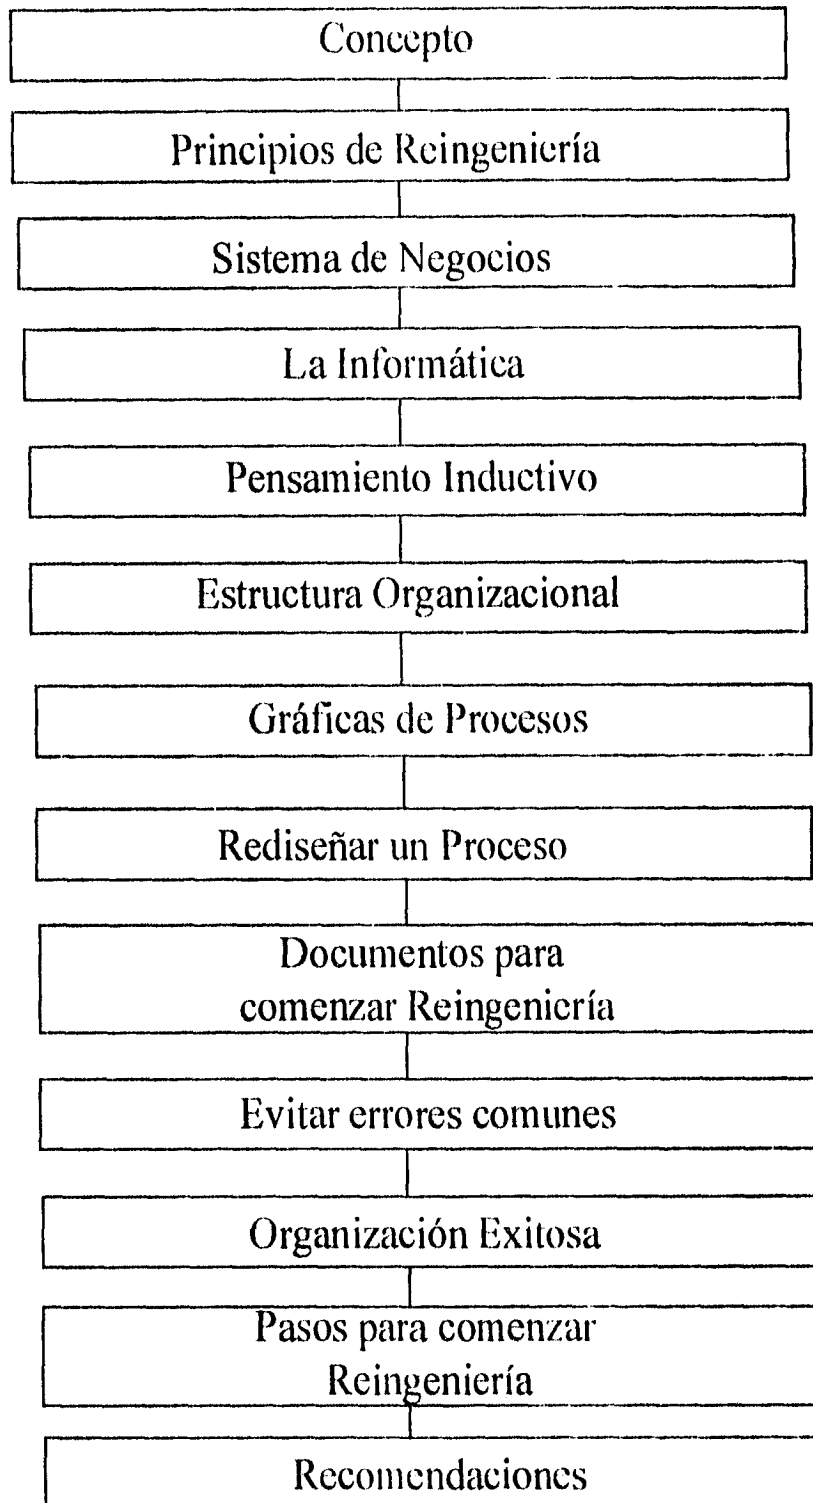 Concepto
Principios de Reingeniería
Sistema de Negocios
La Informática
Pensamiento Inductivo
Estructura Organizacional
Gráficas de Procesos
Rediseñar un Proceso
Documentos para
comenzar Reingeniería
Evitar errores comunes
Organización Exitosa
Pasos para comenzar
Reingeniería
Recomendaciones